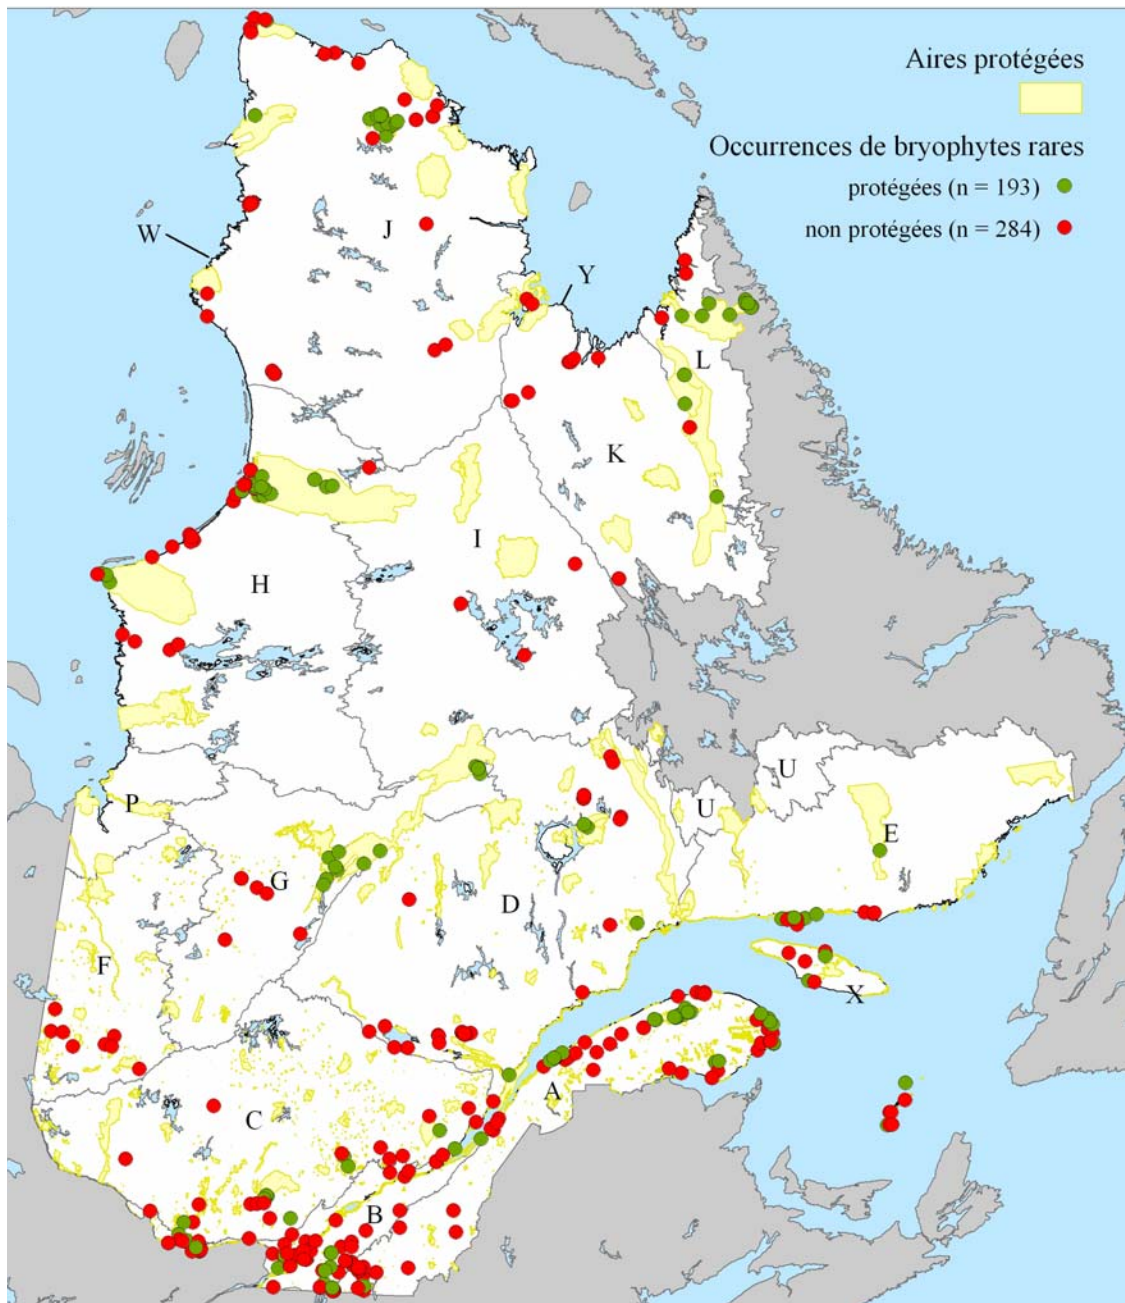 Aires protégées
Occurrences de bryophytes rares
protégées (n = 193)
non protégées (n = 284)
W
J
Y
L
K
I
H
U
U
P
E
G
D
F
X
A
C
B